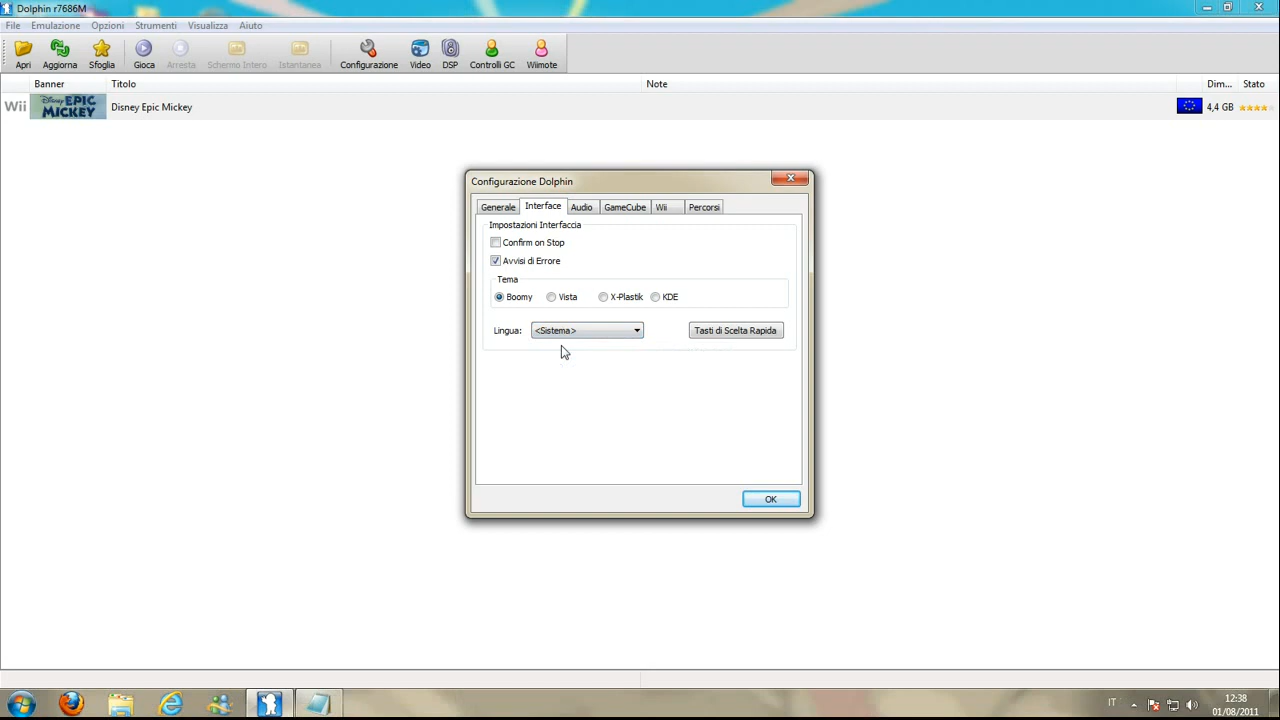 Dolphin r7686M
File Emulazione Opzioni Strumenti Visualizza Aiuto
Apri Aggiorna Sfoglia Gioca Arresta Schermo Intero Istantanea Configurazione Video DSP Controlli GC Wiimote
Banner Titolo Note Dim... Stato
Wii Disney EPIC MICKEY Disney Epic Mickey 4,4 GB
Configurazione Dolphin
Generale Interface Audio GameCube Wii Percorsi
Impostazioni Interfaccia
Confirm on Stop
Avvisi di Errore
Tema
Boomy Vista X-Plastik KDE
Lingua: <Sistema> Tasti di Scelta Rapida
OK
IT 12:38
01/08/2011